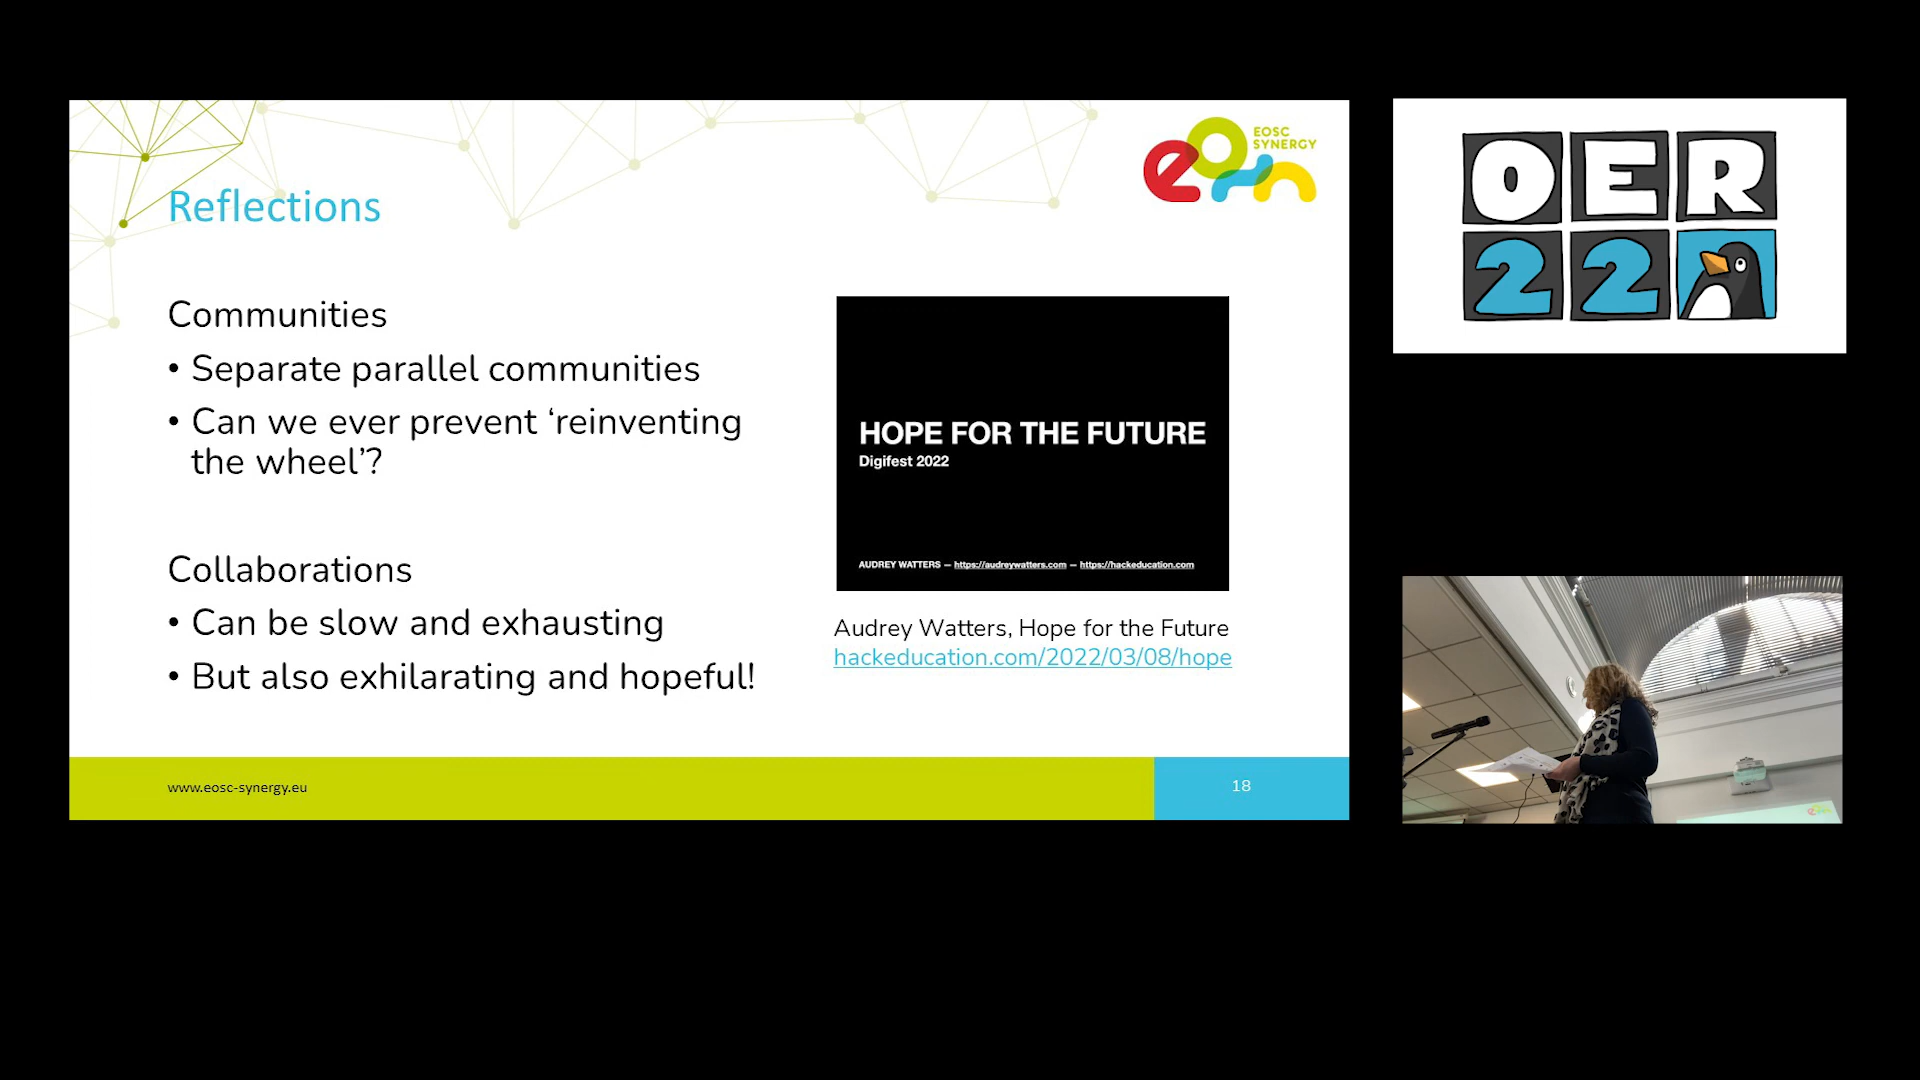 EOSC
SYNERGY
Reflections
Communities
• Separate parallel communities
• Can we ever prevent ‘reinventing
the wheel’?
Collaborations
• Can be slow and exhausting
• But also exhilarating and hopeful!
HOPE FOR THE FUTURE
Digifest 2022
AUDREY WATTERS — https://audreywatters.com — https://hackeducation.com
Audrey Watters, Hope for the Future
hackeducation.com/2022/03/08/hope
www.eosc-synergy.eu
18
OER
22